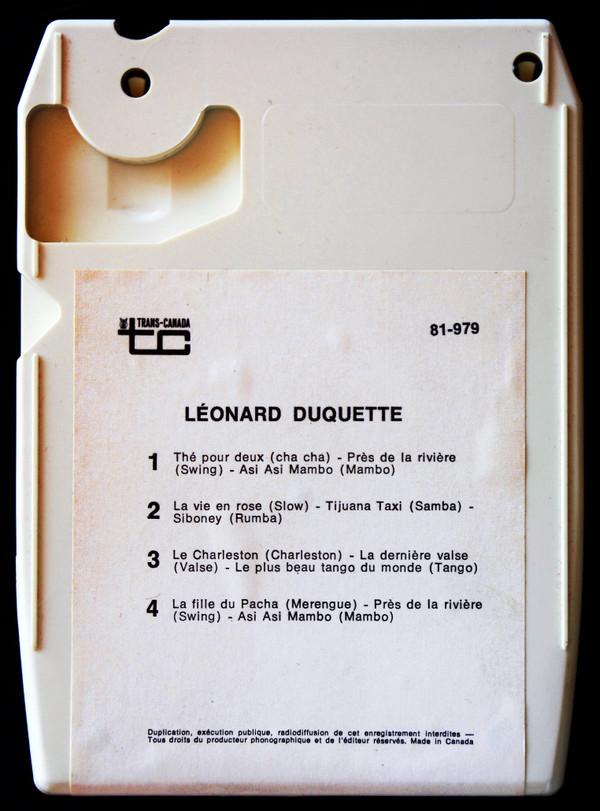 TRANS-CANADA
tc
81-979
LÉONARD DUQUETTE
1 Thé pour deux (cha cha) - Près de la rivière
(Swing) - Asi Asi Mambo (Mambo)
2 La vie en rose (Slow) - Tijuana Taxi (Samba) -
Siboney (Rumba)
3 Le Charleston (Charleston) - La dernière valse
(Valse) - Le plus beau tango du monde (Tango)
4 La fille du Pacha (Merengue) - Près de la rivière
(Swing) - Asi Asi Mambo (Mambo)
Duplication, exécution publique, radiodiffusion de cet enregistrement interdites —
Tous droits du producteur phonographique et de l'éditeur réservés. Made in Canada